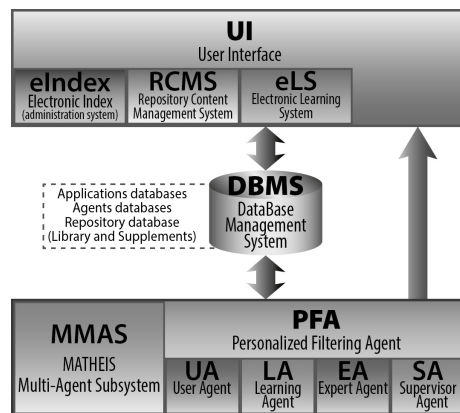 UI
User Interface
eIndex
Electronic Index
(administration system)
RCMS
Repository Content
Management System
eLS
Electronic Learning
System
DBMS
DataBase
Management
System
Applications databases
Agents databases
Repository database
(Library and Supplements)
MMAS
MATHEIS
Multi-Agent Subsystem
PFA
Personalized Filtering Agent
UA
User Agent
LA
Learning
Agent
EA
Expert Agent
SA
Supervisor
Agent